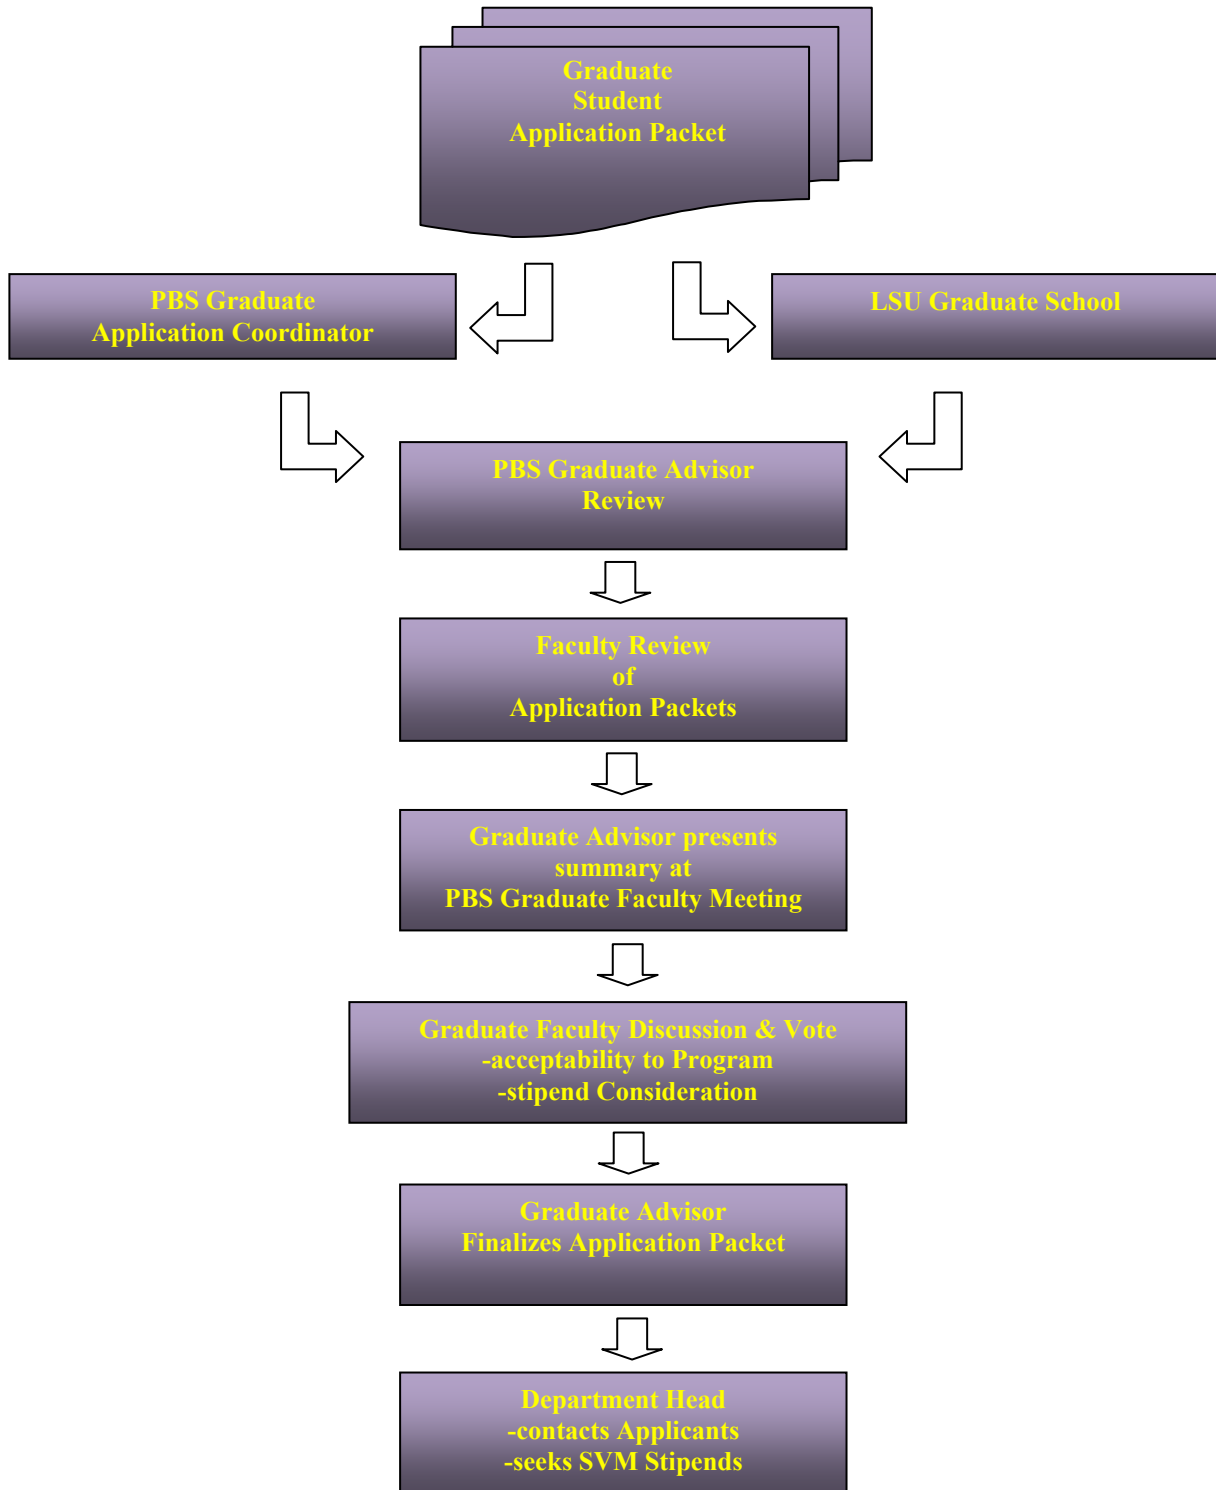 Graduate
Student
Application Packet
PBS Graduate
Application Coordinator
LSU Graduate School
PBS Graduate Advisor
Review
Faculty Review
of
Application Packets
Graduate Advisor presents
summary at
PBS Graduate Faculty Meeting
Graduate Faculty Discussion & Vote
-acceptability to Program
-stipend Consideration
Graduate Advisor
Finalizes Application Packet
Department Head
-contacts Applicants
-seeks SVM Stipends